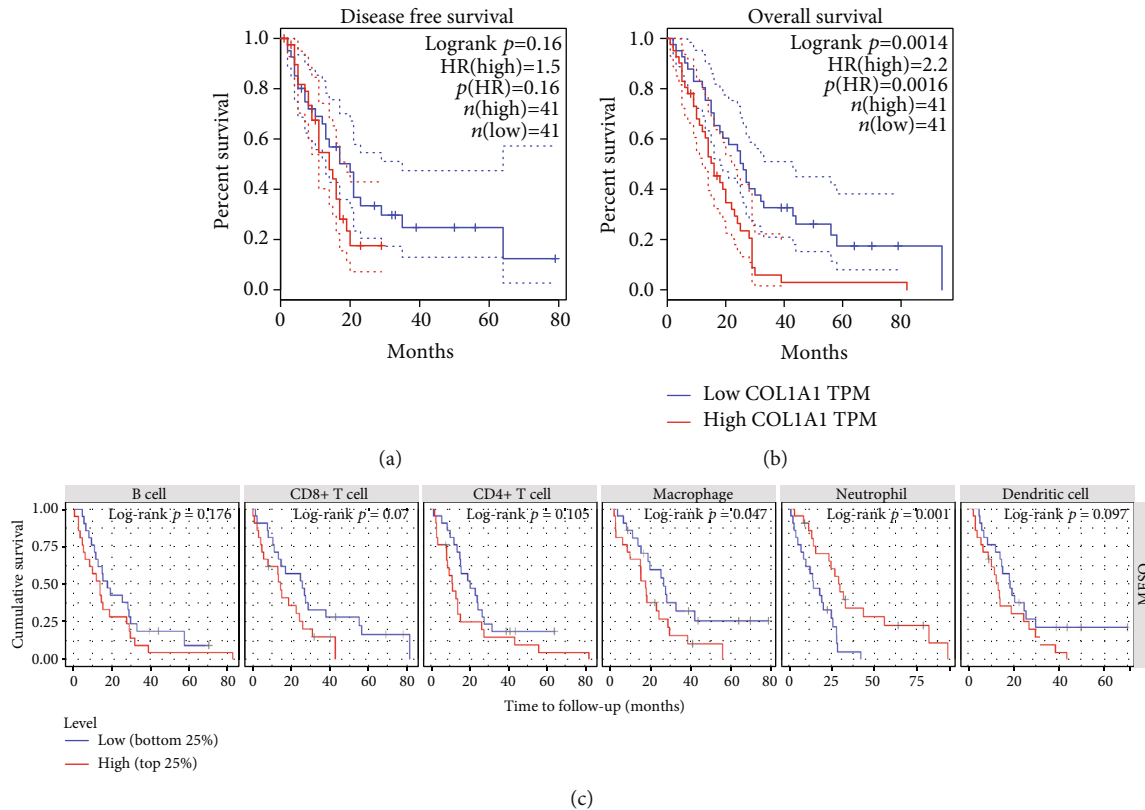 Disease free survival
Logrank p=0.16
HR(high)=1.5
p(HR)=0.16
n(high)=41
n(low)=41
Percent survival
1.0
0.8
0.6
0.4
0.2
0.0
0 20 40 60 80
Months
(a)
Overall survival
Logrank p=0.0014
HR(high)=2.2
p(HR)=0.0016
n(high)=41
n(low)=41
Percent survival
1.0
0.8
0.6
0.4
0.2
0.0
0 20 40 60 80
Months
Low COL1A1 TPM
High COL1A1 TPM
(b)
B cell CD8+ T cell CD4+ T cell Macrophage Neutrophil Dendritic cell
Log-rank p = 0.176 Log-rank p = 0.07 Log-rank p = 0.105 Log-rank p = 0.047 Log-rank p = 0.001 Log-rank p = 0.097
Cumulative survival
1.00
0.75
0.50
0.25
0.00
MESO
0 20 40 60 80 0 20 40 60 80 0 20 40 60 80 0 20 40 60 80 0 25 50 75 0 20 40 60
Time to follow-up (months)
Level
Low (bottom 25%)
High (top 25%)
(c)